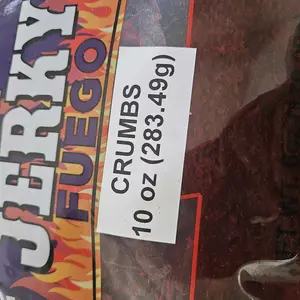 JERKY
FUEGO
CRUMBS
10 oz (283.49g)